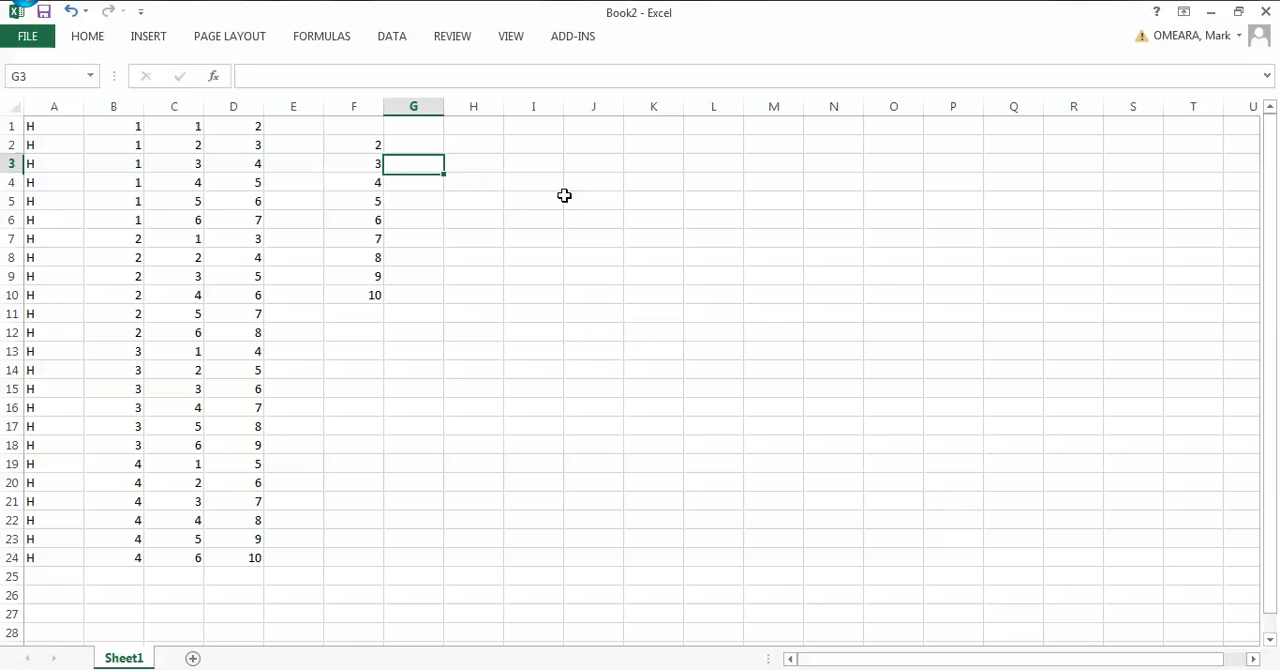 Book2 - Excel
?
FILE HOME INSERT PAGE LAYOUT FORMULAS DATA REVIEW VIEW ADD-INS
OMEARA, Mark
G3 fx
A B C D E F G H I J K L M N O P Q R S T U
1 H 1 1 2
2 H 1 2 3 2
3 H 1 3 4 3
4 H 1 4 5 4
5 H 1 5 6 5
6 H 1 6 7 6
7 H 2 1 3 7
8 H 2 2 4 8
9 H 2 3 5 9
10 H 2 4 6 10
11 H 2 5 7
12 H 2 6 8
13 H 3 1 4
14 H 3 2 5
15 H 3 3 6
16 H 3 4 7
17 H 3 5 8
18 H 3 6 9
19 H 4 1 5
20 H 4 2 6
21 H 4 3 7
22 H 4 4 8
23 H 4 5 9
24 H 4 6 10
25
26
27
28
Sheet1